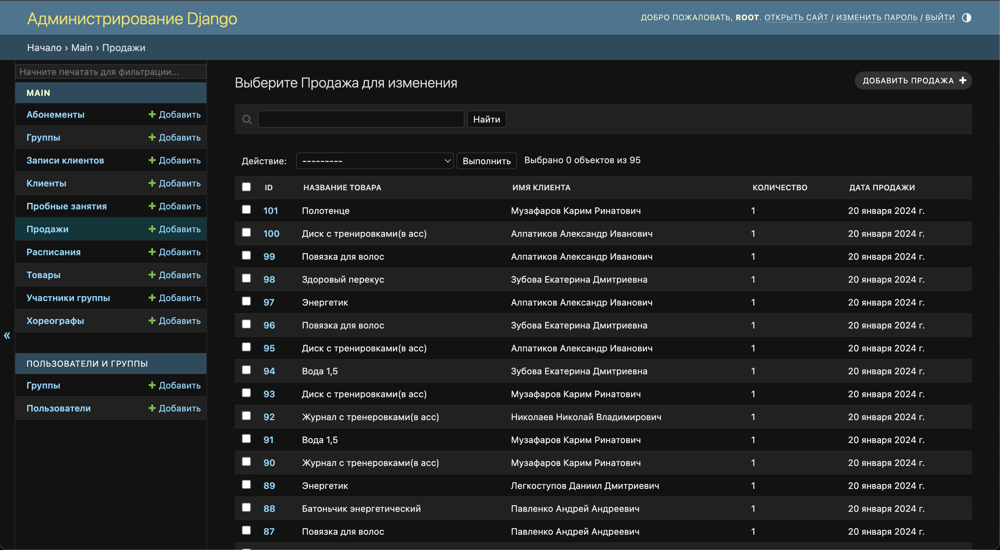 Администрирование Django
ДОБРО ПОЖАЛОВАТЬ, ROOT. ОТКРЫТЬ САЙТ / ИЗМЕНИТЬ ПАРОЛЬ / ВЫЙТИ
Начало › Main › Продажи
Начните печатать для фильтрации...
MAIN
Абонементы Добавить
Группы Добавить
Записи клиентов Добавить
Клиенты Добавить
Пробные занятия Добавить
Продажи Добавить
Расписания Добавить
Товары Добавить
Участники группы Добавить
Хореографы Добавить
«
ПОЛЬЗОВАТЕЛИ И ГРУППЫ
Группы Добавить
Пользователи Добавить
Выберите Продажа для изменения
ДОБАВИТЬ ПРОДАЖА
Найти
Действие: --------- Выполнить Выбрано 0 объектов из 95
ID НАЗВАНИЕ ТОВАРА ИМЯ КЛИЕНТА КОЛИЧЕСТВО ДАТА ПРОДАЖИ
101 Полотенце Музафаров Карим Ринатович 1 20 января 2024 г.
100 Диск с тренировками(в асс) Алпатиков Александр Иванович 1 20 января 2024 г.
99 Повязка для волос Алпатиков Александр Иванович 1 20 января 2024 г.
98 Здоровый перекус Зубова Екатерина Дмитриевна 1 20 января 2024 г.
97 Энергетик Алпатиков Александр Иванович 1 20 января 2024 г.
96 Повязка для волос Зубова Екатерина Дмитриевна 1 20 января 2024 г.
95 Диск с тренировками(в асс) Алпатиков Александр Иванович 1 20 января 2024 г.
94 Вода 1,5 Зубова Екатерина Дмитриевна 1 20 января 2024 г.
93 Диск с тренировками(в асс) Музафаров Карим Ринатович 1 20 января 2024 г.
92 Журнал с тренеровками(в асс) Николаев Николай Владимирович 1 20 января 2024 г.
91 Вода 1,5 Музафаров Карим Ринатович 1 20 января 2024 г.
90 Журнал с тренеровками(в асс) Музафаров Карим Ринатович 1 20 января 2024 г.
89 Энергетик Легкоступов Даниил Дмитриевич 1 20 января 2024 г.
88 Батоньчик энергетический Павленко Андрей Андреевич 1 20 января 2024 г.
87 Повязка для волос Павленко Андрей Андреевич 1 20 января 2024 г.